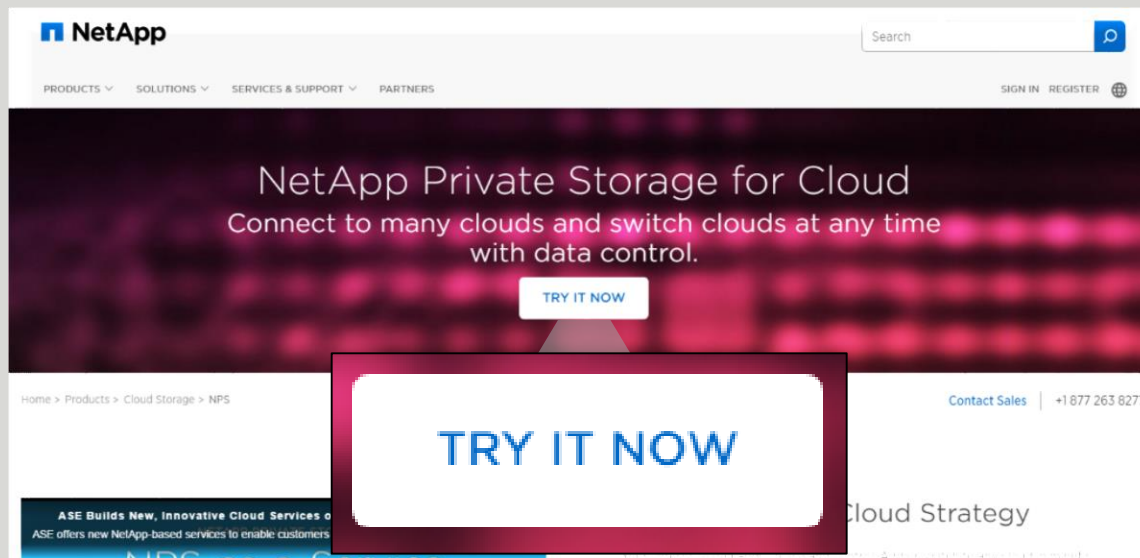 NetApp
Search
PRODUCTS SOLUTIONS SERVICES & SUPPORT PARTNERS
SIGN IN REGISTER
NetApp Private Storage for Cloud
Connect to many clouds and switch clouds at any time
with data control.
TRY IT NOW
Home > Products > Cloud Storage > NPS
Contact Sales | +1 877 263 827
TRY IT NOW
ASE Builds New, Innovative Cloud Services o
ASE offers new NetApp-based services to enable customers
Cloud Strategy